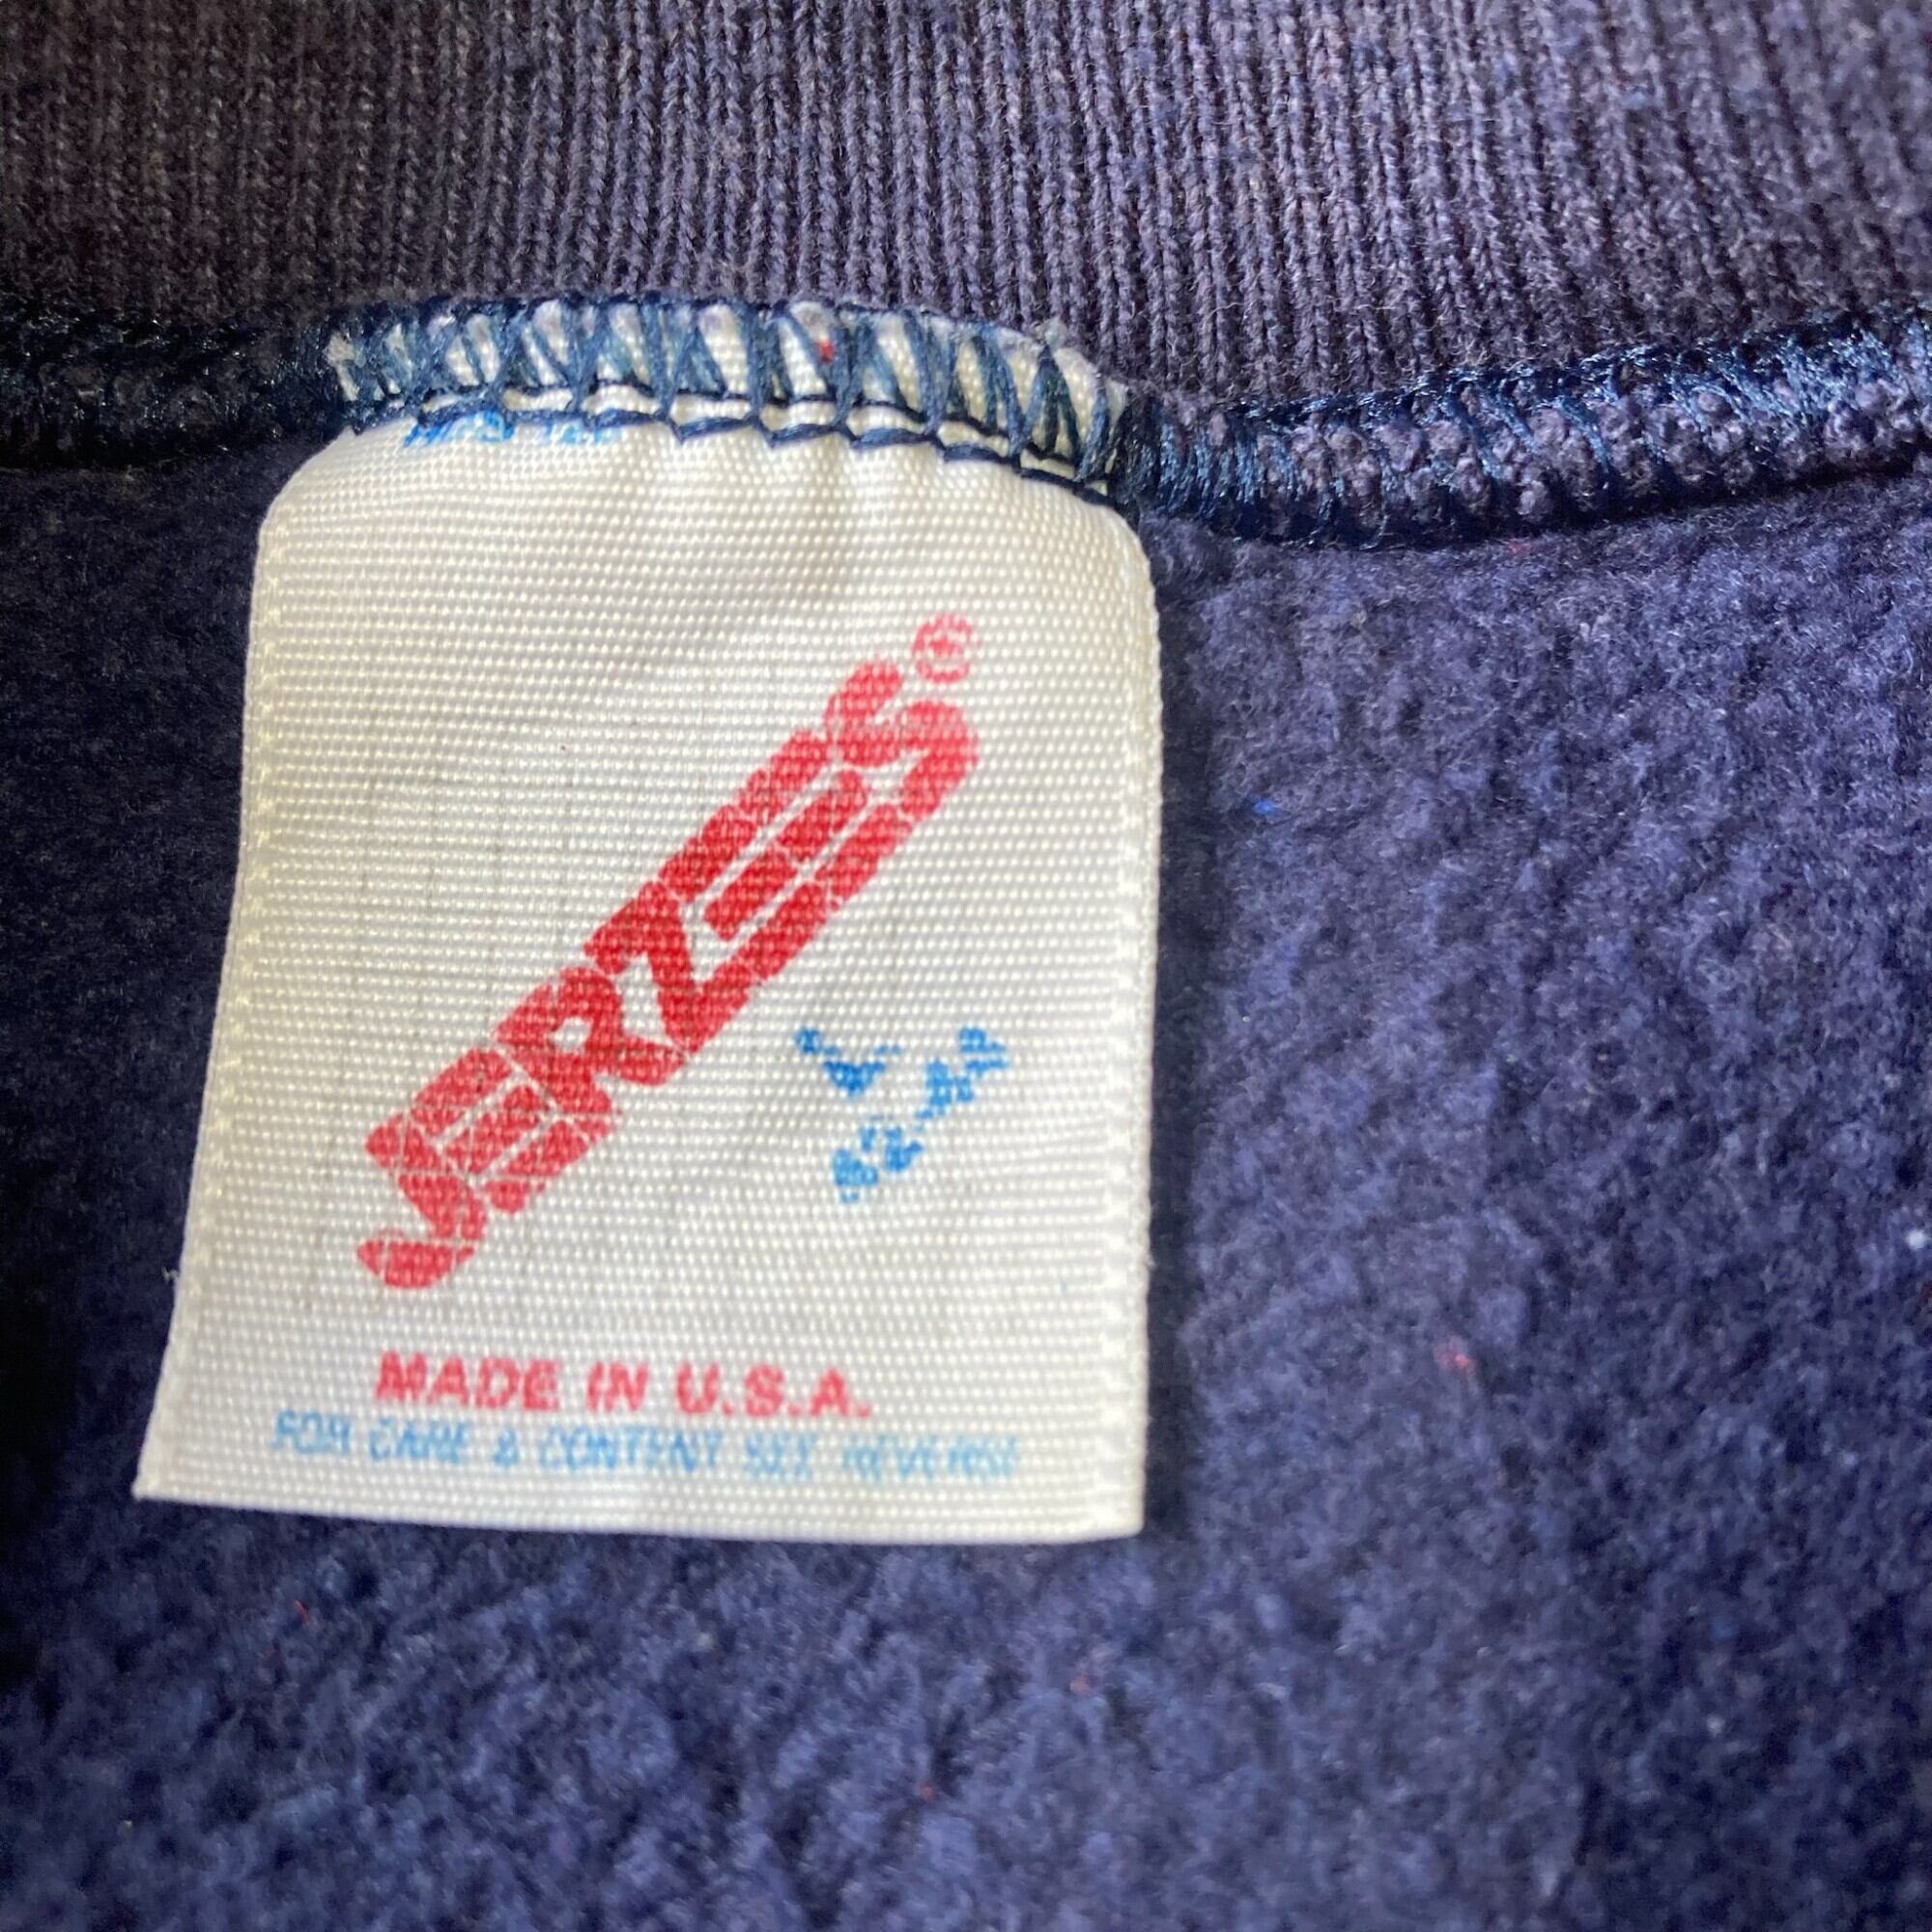 JERZEES®
MADE IN U.S.A.
FOR CARE & CONTENT SEE REVERSE